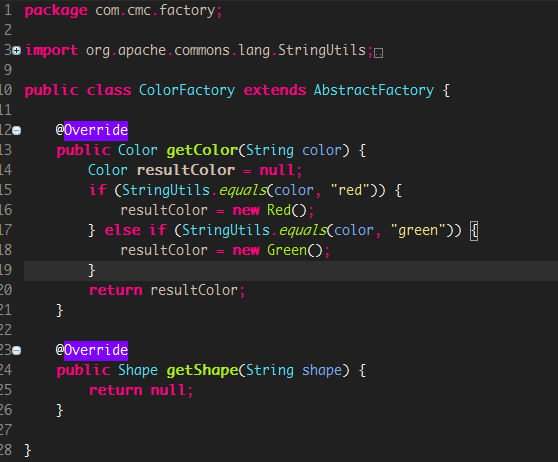 1 package com.cmc.factory;
2
3 import org.apache.commons.lang.StringUtils;
9
10 public class ColorFactory extends AbstractFactory {
11
12     @Override
13     public Color getColor(String color) {
14         Color resultColor = null;
15         if (StringUtils.equals(color, "red")) {
16             resultColor = new Red();
17         } else if (StringUtils.equals(color, "green")) {
18             resultColor = new Green();
19         }
20         return resultColor;
21     }
22
23     @Override
24     public Shape getShape(String shape) {
25         return null;
26     }
27
28 }